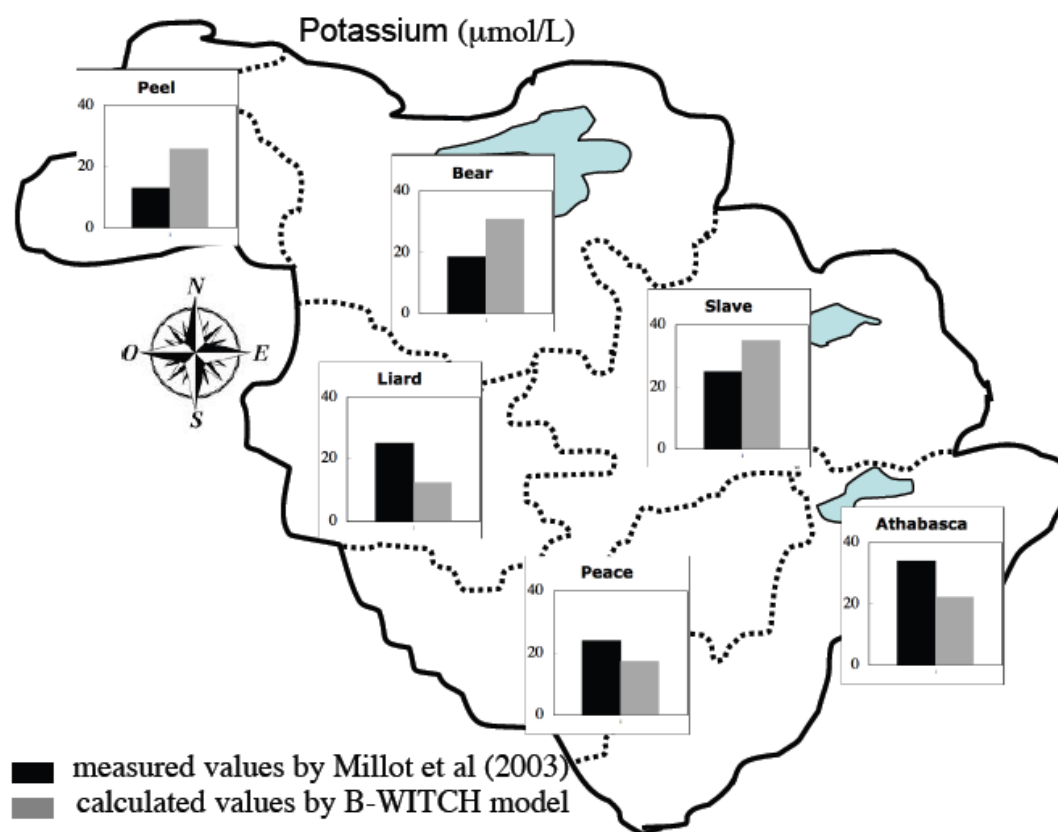 Potassium (μmol/L)
Peel
40
20
0
Bear
40
20
0
Slave
40
20
0
N
O E
S
Liard
40
20
0
Athabasca
40
20
0
Peace
40
20
0
measured values by Millot et al (2003)
calculated values by B-WITCH model